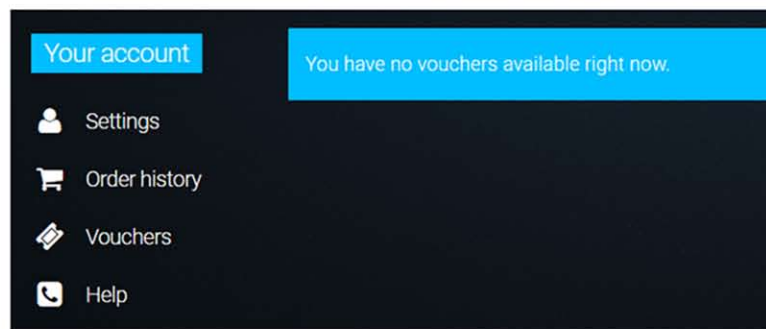 Your account
You have no vouchers available right now.
Settings
Order history
Vouchers
Help